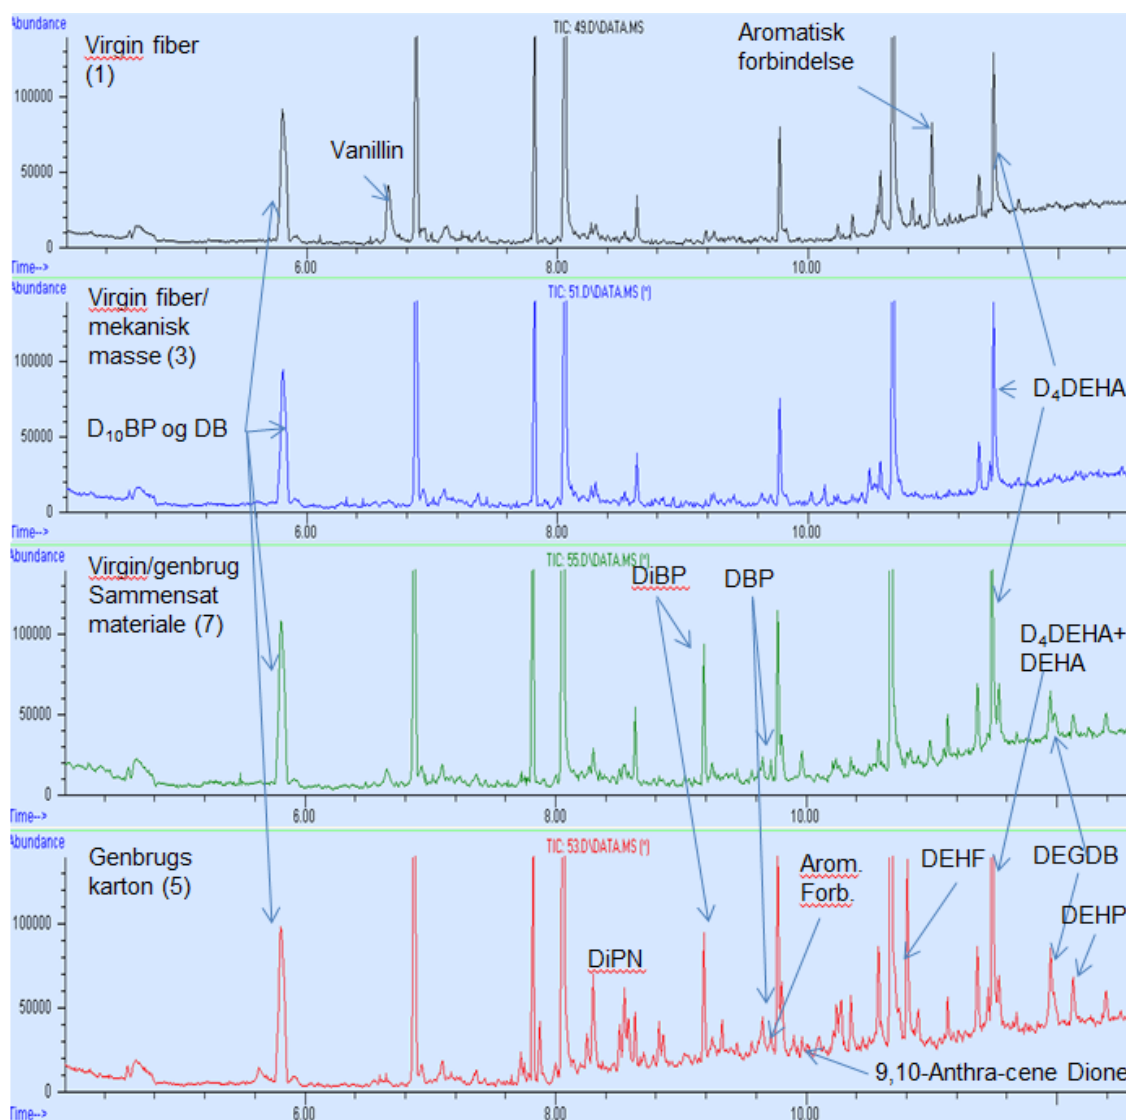 Abundance
TIC: 49.D\DATA.MS
Virgin fiber
(1)
Aromatisk
forbindelse
100000
Vanillin
50000
0
6.00 8.00 10.00
Time-->
Abundance
TIC: 51.D\DATA.MS (*)
Virgin fiber/
mekanisk
masse (3)
100000
D₄DEHA
D₁₀BP og DB
50000
0
6.00 8.00 10.00
Time-->
Abundance
TIC: 55.D\DATA.MS (*)
Virgin/genbrug
Sammensat
materiale (7)
DiBP
DBP
100000
D₄DEHA+
DEHA
50000
0
6.00 8.00 10.00
Time-->
Abundance
TIC: 53.D\DATA.MS (*)
Genbrugs
karton (5)
Arom.
Forb.
DEHF
DEGDB
100000
DEHP
DiPN
50000
9,10-Anthra-cene Dione
0
6.00 8.00 10.00
Time-->